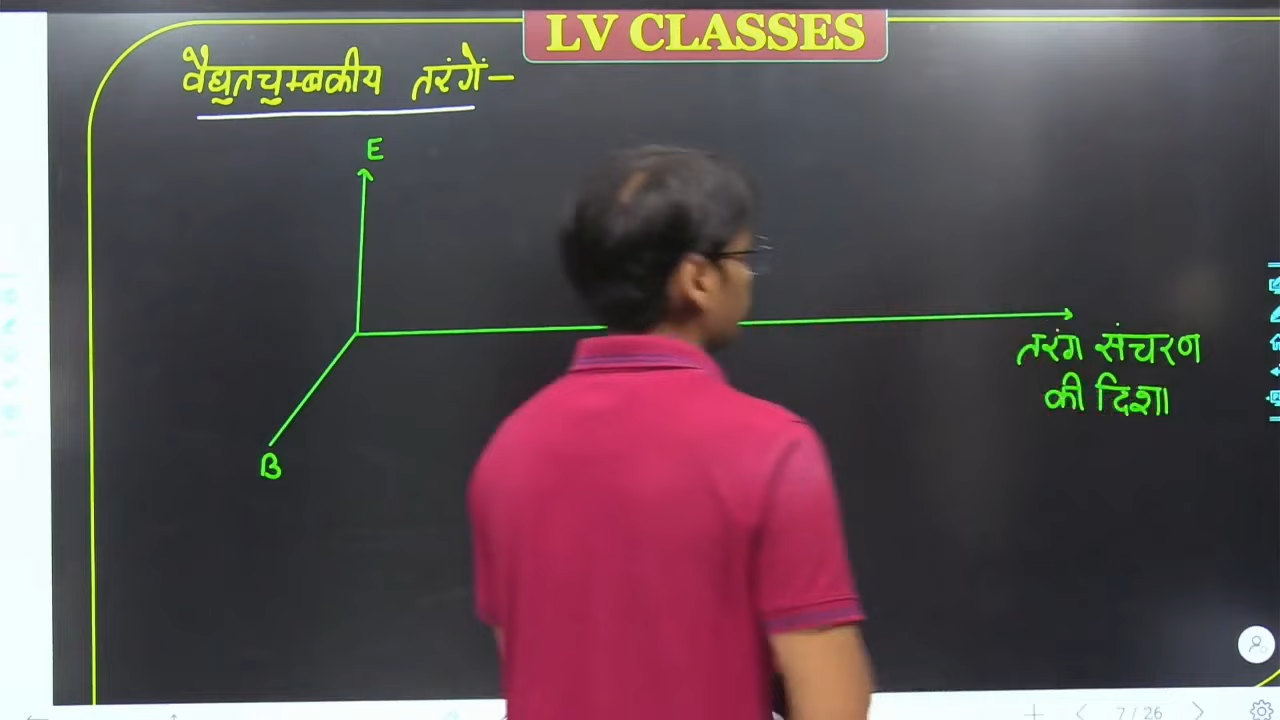 LV CLASSES
वैद्युतचुम्बकीय तरंगें-
E
तरंग संचरण
की दिशा
B
7/26